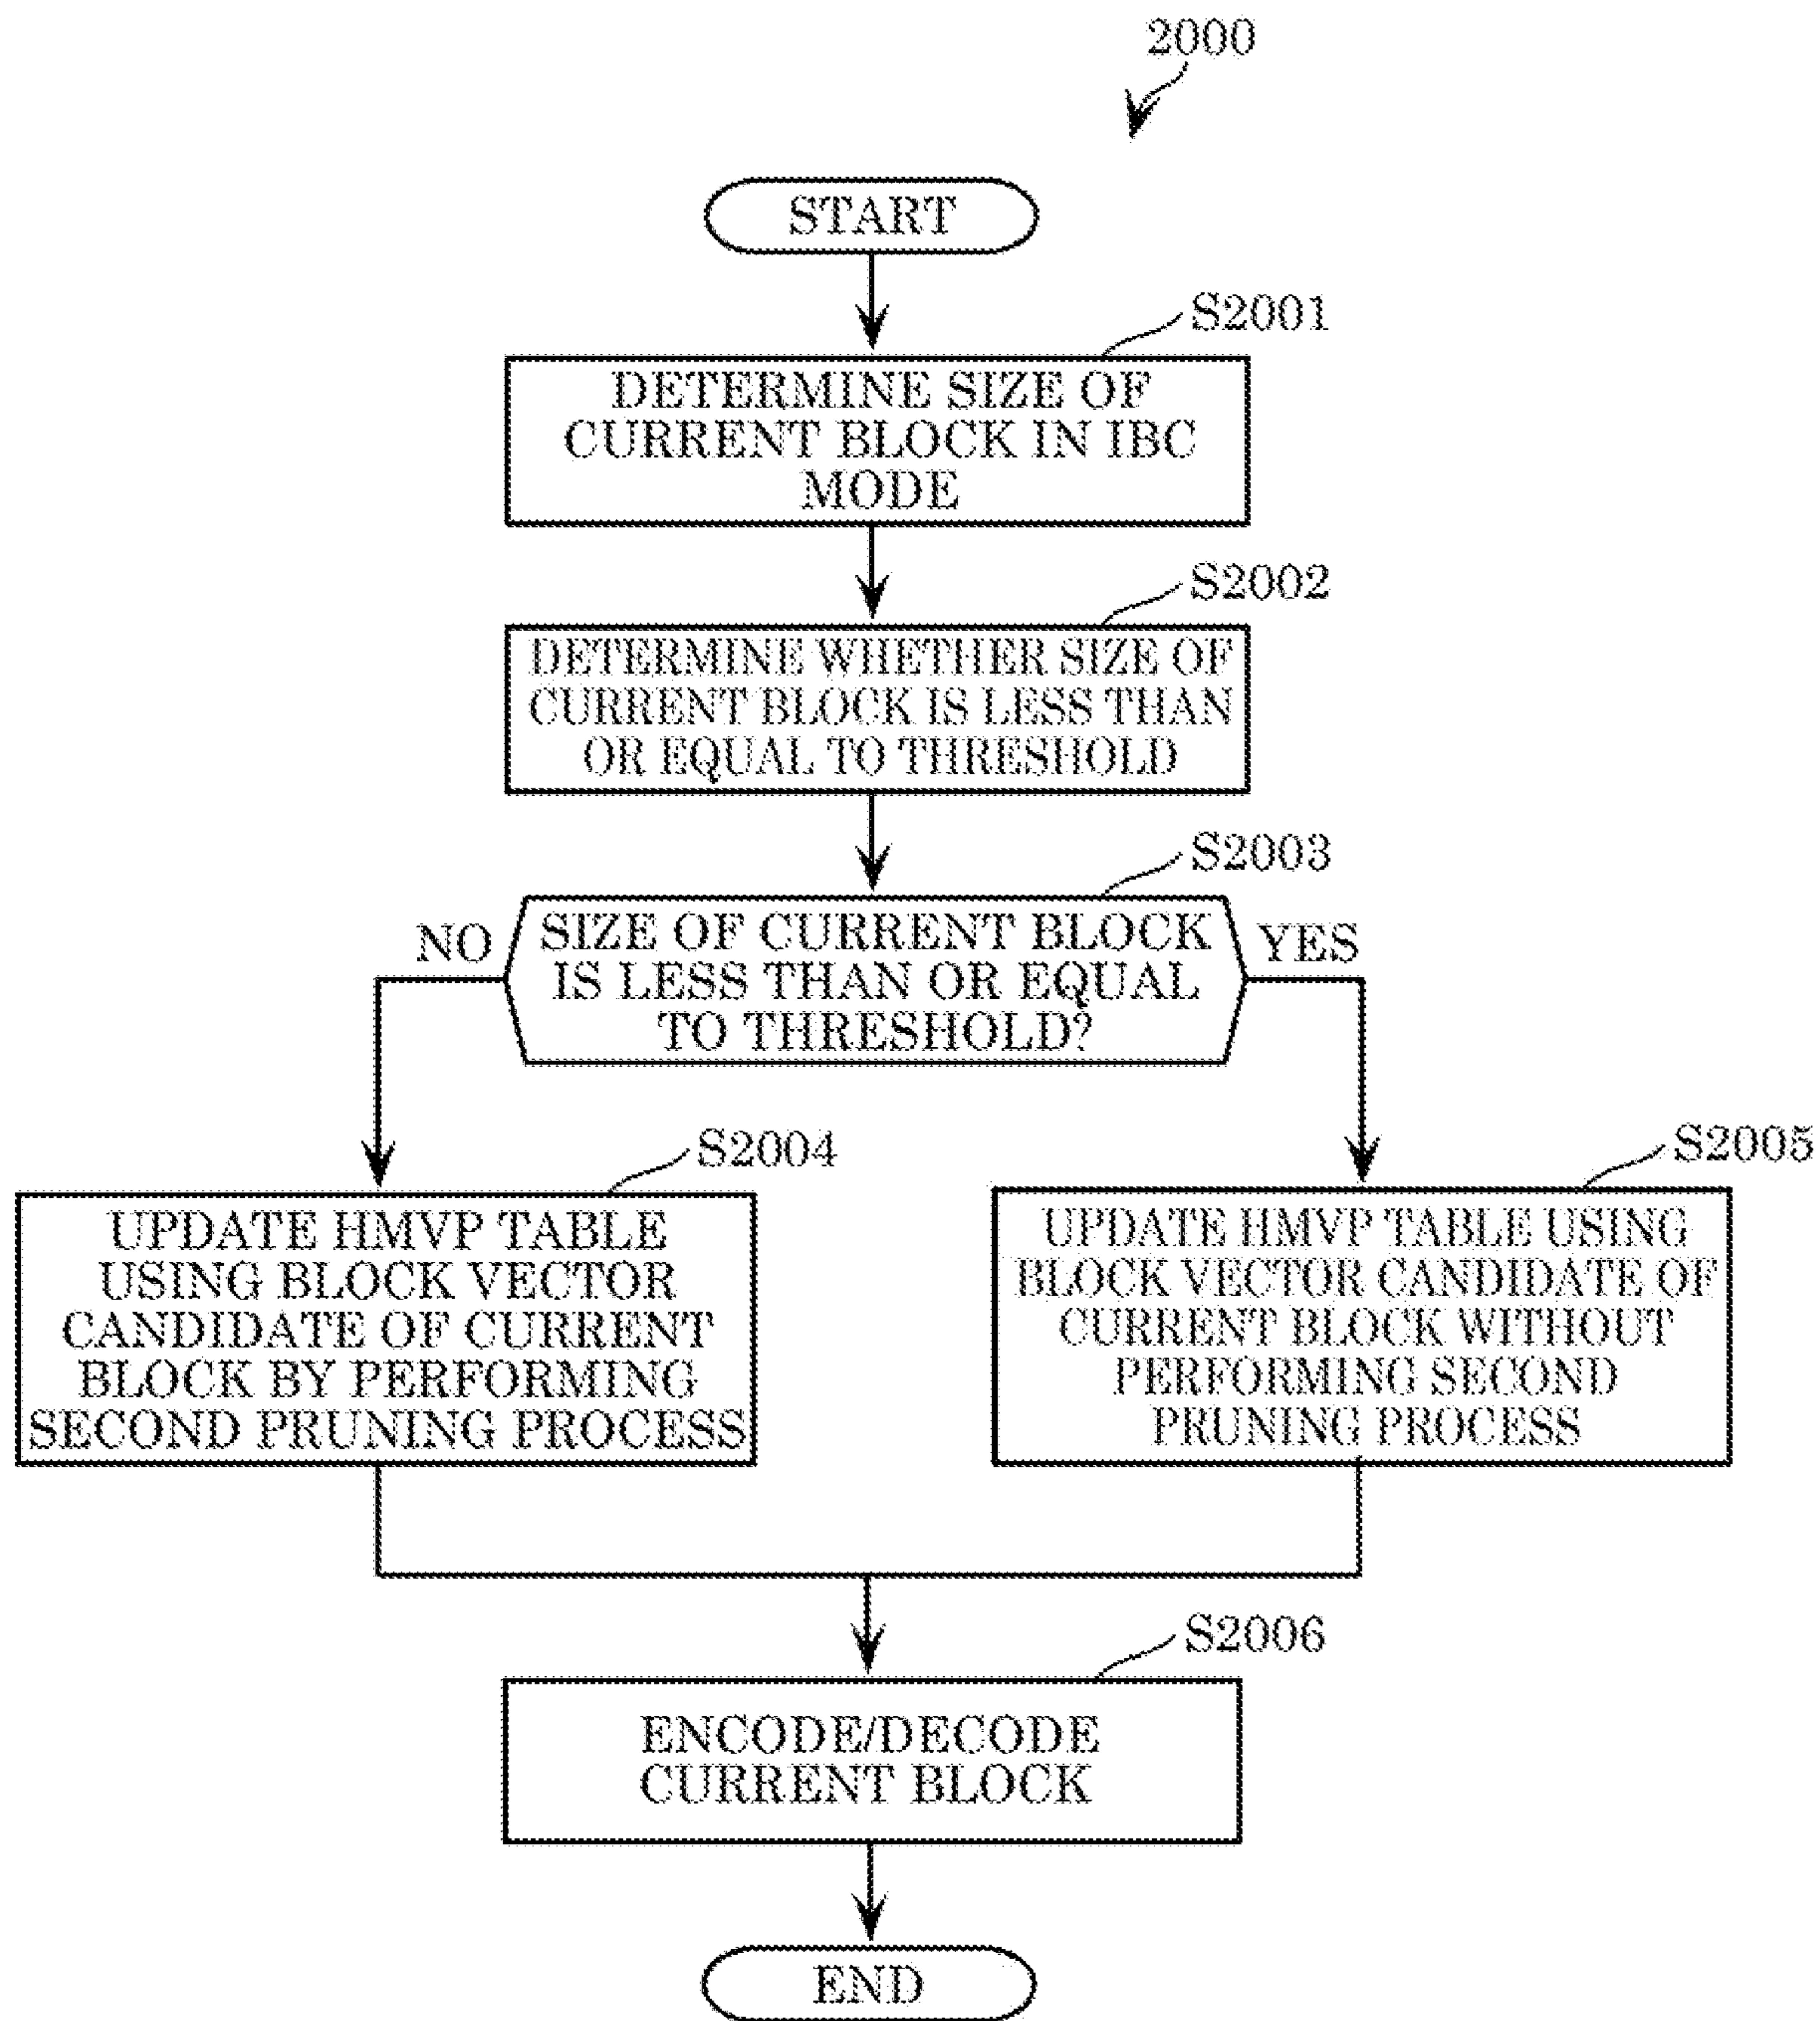 2000
START
S2001
DETERMINE SIZE OF
CURRENT BLOCK IN IBC
MODE
S2002
DETERMINE WHETHER SIZE OF
CURRENT BLOCK IS LESS THAN
OR EQUAL TO THRESHOLD
S2003
NO
SIZE OF CURRENT BLOCK
IS LESS THAN OR EQUAL
TO THRESHOLD?
YES
S2004
UPDATE HMVP TABLE
USING BLOCK VECTOR
CANDIDATE OF CURRENT
BLOCK BY PERFORMING
SECOND PRUNING PROCESS
S2005
UPDATE HMVP TABLE USING
BLOCK VECTOR CANDIDATE OF
CURRENT BLOCK WITHOUT
PERFORMING SECOND
PRUNING PROCESS
S2006
ENCODE/DECODE
CURRENT BLOCK
END